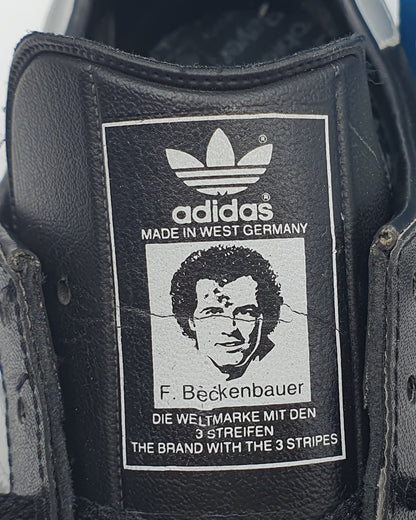 ®
adidas®
MADE IN WEST GERMANY
F. Beckenbauer
DIE WELTMARKE MIT DEN
3 STREIFEN
THE BRAND WITH THE 3 STRIPES